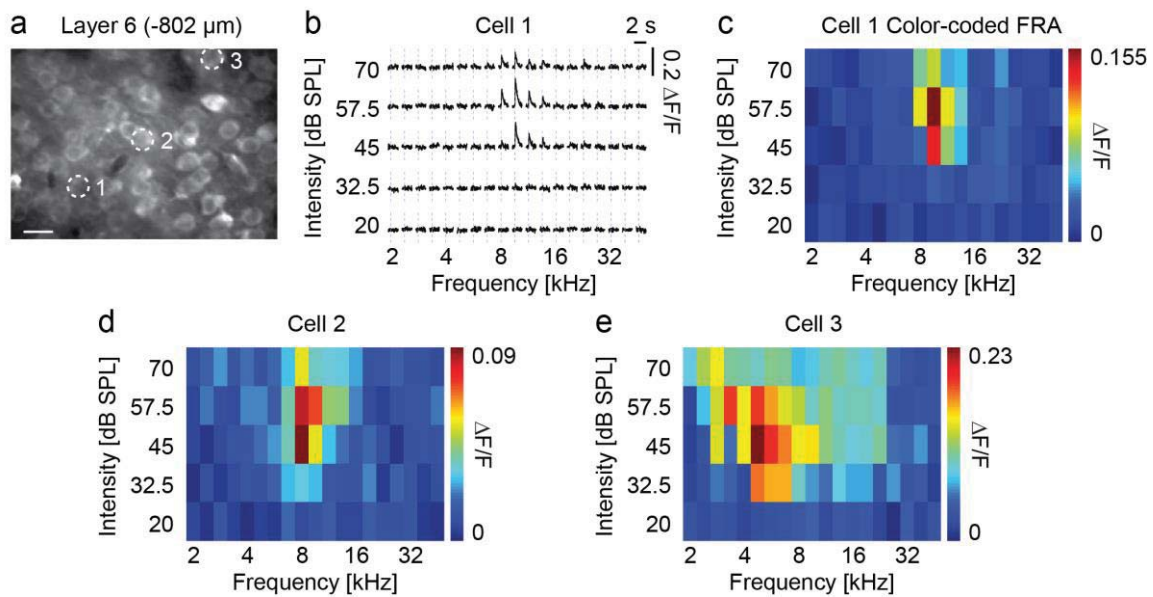 a
Layer 6 (-802 µm)
3
2
1
b
Cell 1
2 s
0.2 ΔF/F
Intensity [dB SPL]
70
57.5
45
32.5
20
2 4 8 16 32
Frequency [kHz]
c
Cell 1 Color-coded FRA
0.155
ΔF/F
0
Intensity [dB SPL]
70
57.5
45
32.5
20
2 4 8 16 32
Frequency [kHz]
d
Cell 2
0.09
ΔF/F
0
Intensity [dB SPL]
70
57.5
45
32.5
20
2 4 8 16 32
Frequency [kHz]
e
Cell 3
0.23
ΔF/F
0
Intensity [dB SPL]
70
57.5
45
32.5
20
2 4 8 16 32
Frequency [kHz]